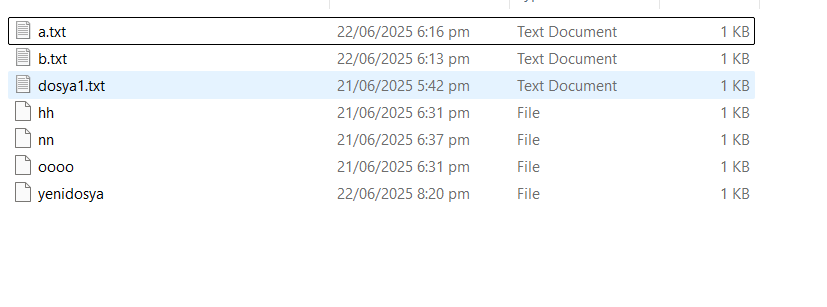 a.txt 22/06/2025 6:16 pm Text Document 1 KB
b.txt 22/06/2025 6:13 pm Text Document 1 KB
dosya1.txt 21/06/2025 5:42 pm Text Document 1 KB
hh 21/06/2025 6:31 pm File 1 KB
nn 21/06/2025 6:37 pm File 1 KB
oooo 21/06/2025 6:31 pm File 1 KB
yenidosya 22/06/2025 8:20 pm File 1 KB